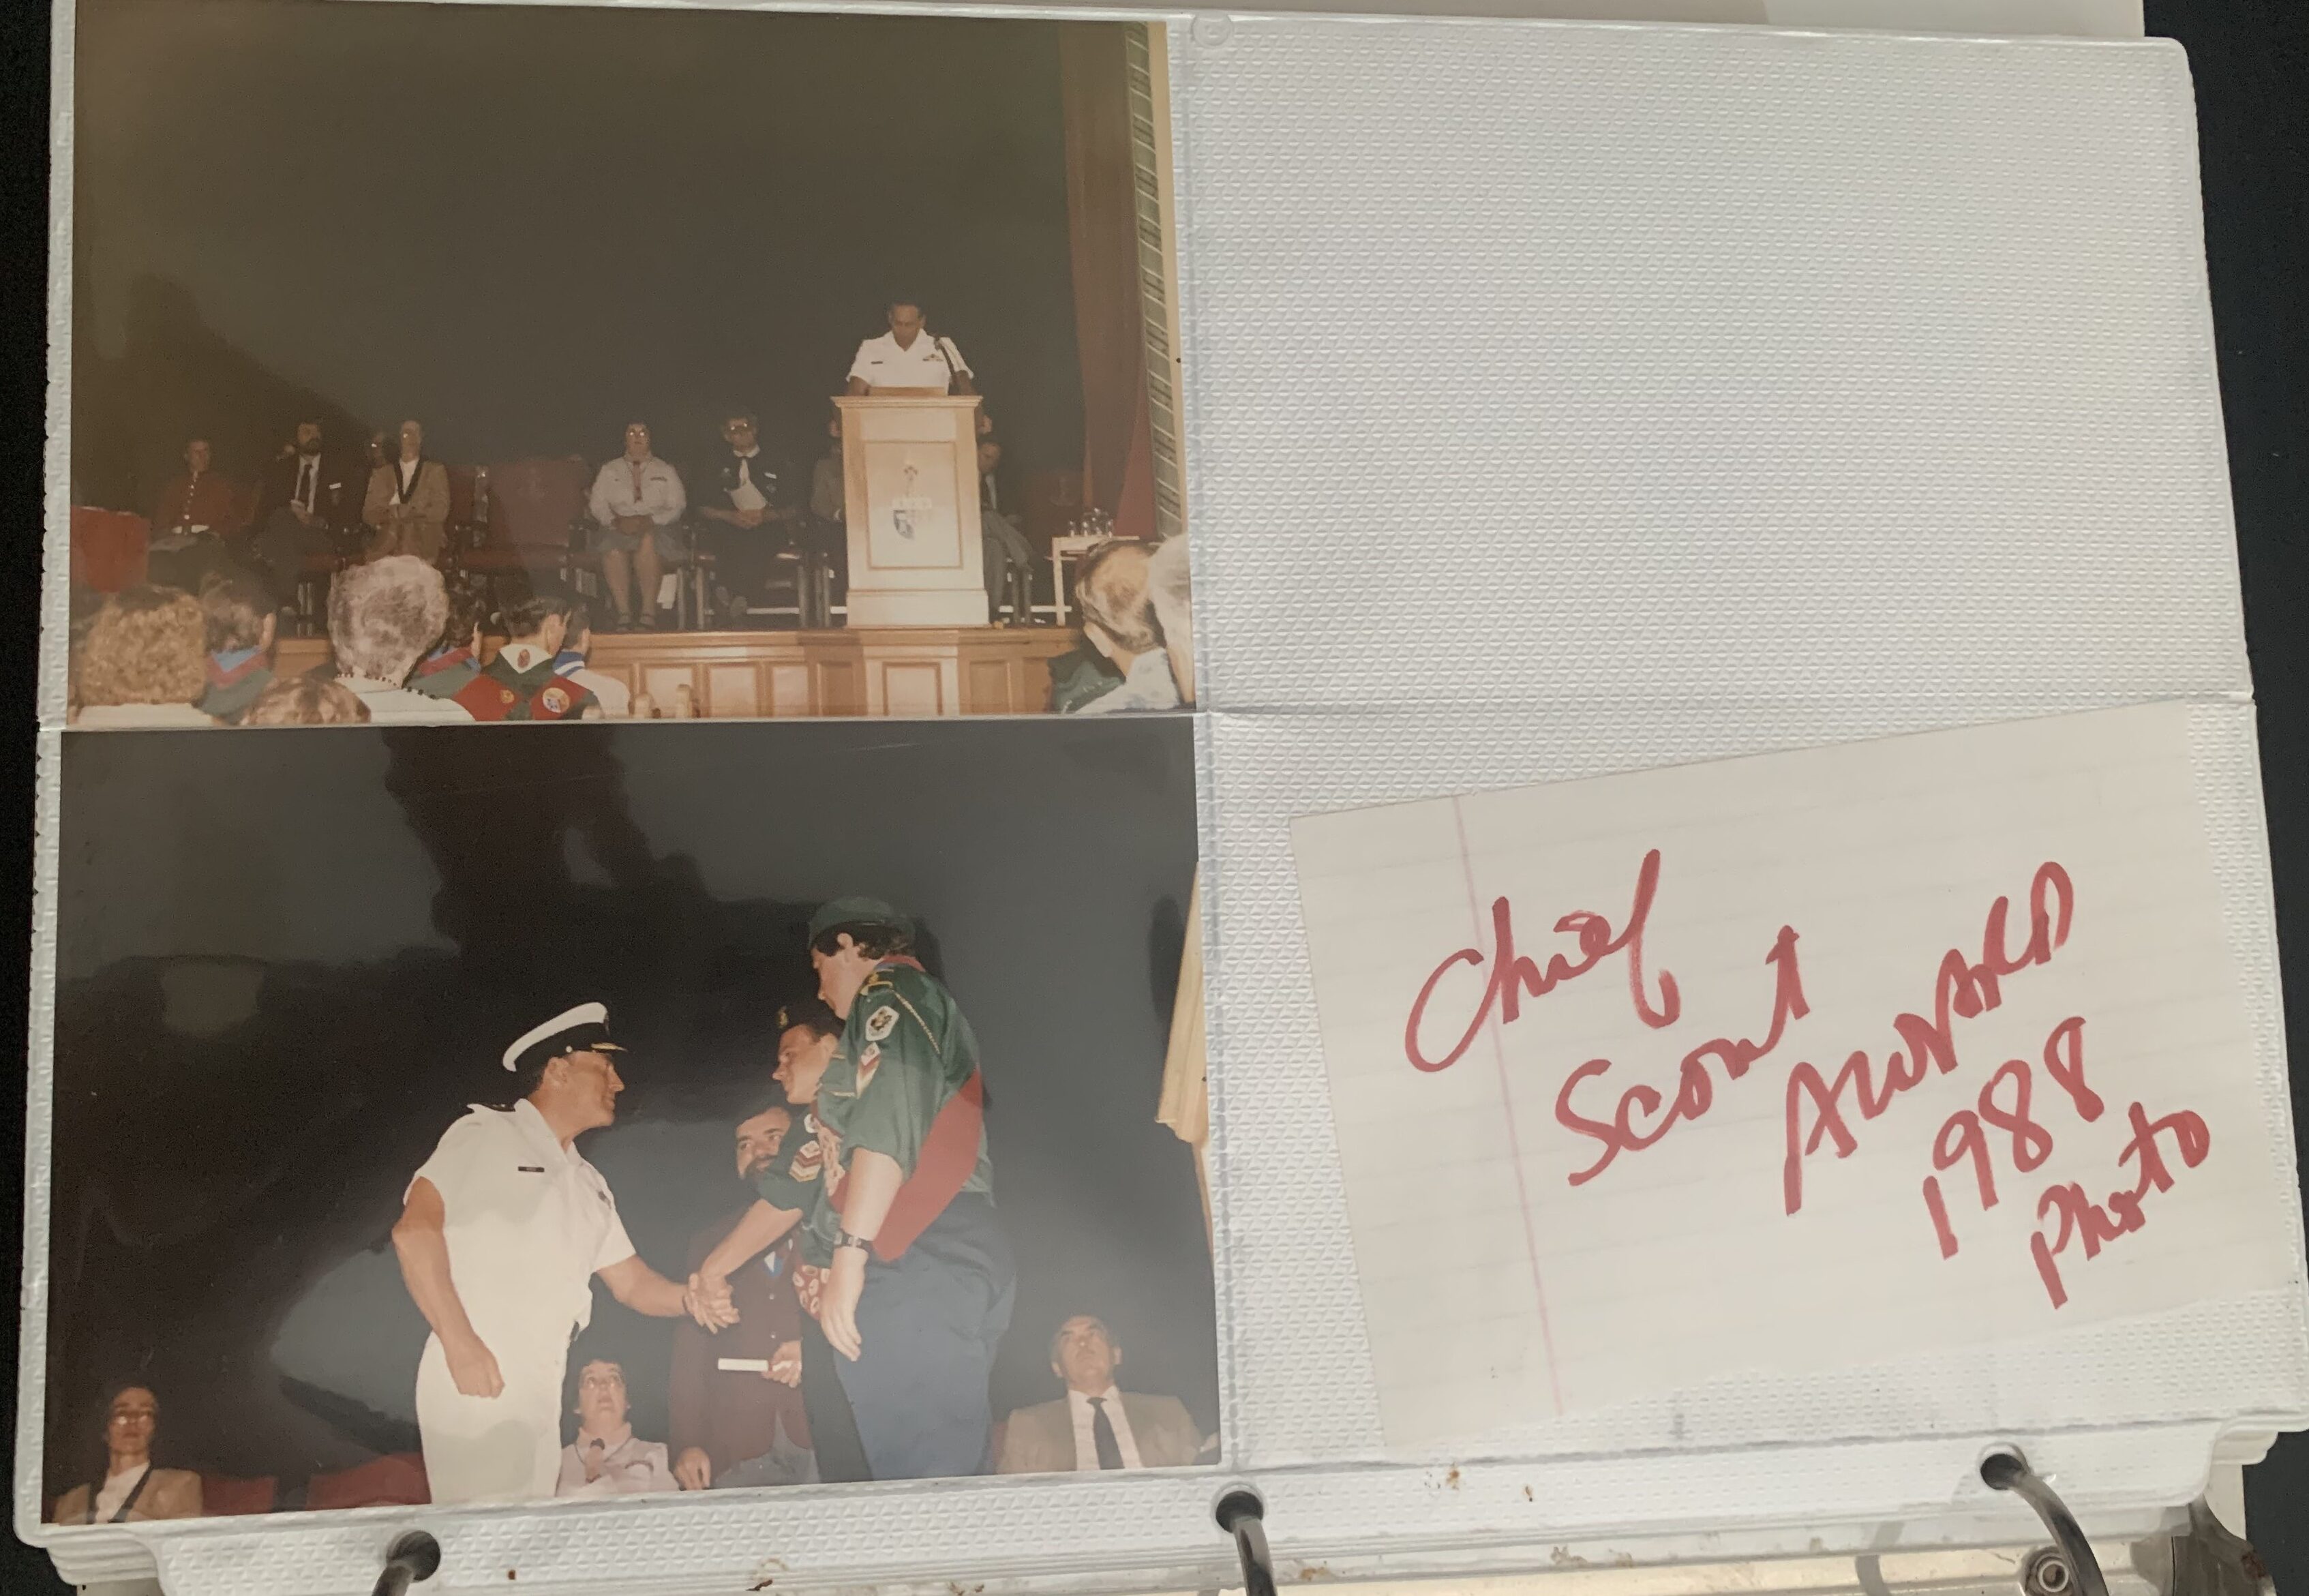 Chief
Scout
AWARD
1988
Photo